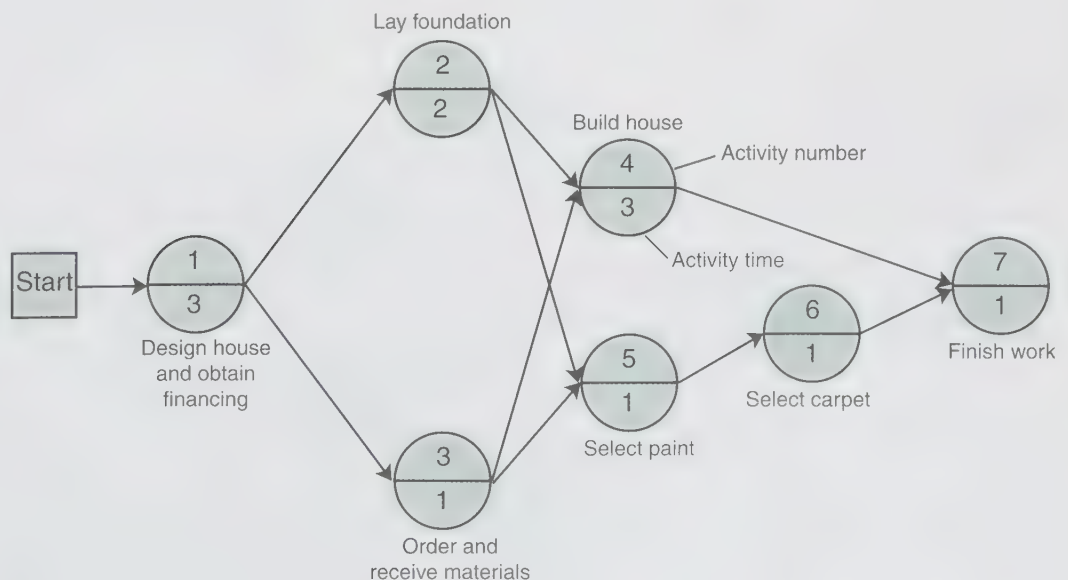 Lay foundation
2
2
Build house
4
3
Activity number
Activity time
Start
1
3
Design house
and obtain
financing
7
1
Finish work
6
1
Select carpet
5
1
Select paint
3
1
Order and
receive materials